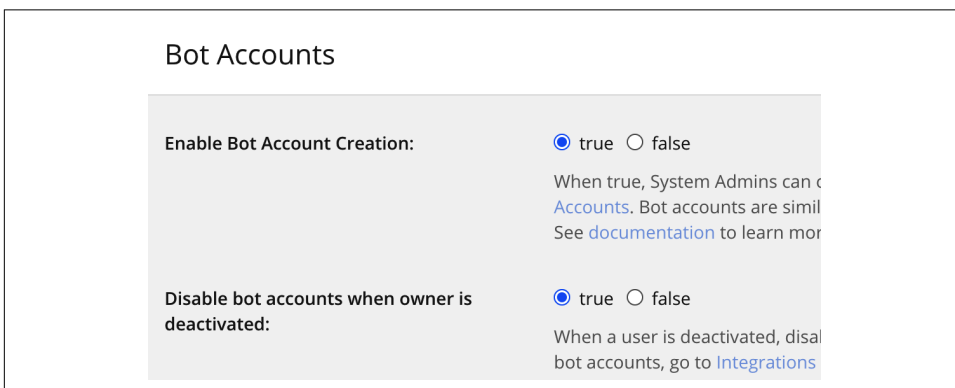 Bot Accounts
Enable Bot Account Creation:
true false
When true, System Admins can
Accounts. Bot accounts are simil
See documentation to learn mor
Disable bot accounts when owner is
deactivated:
true false
When a user is deactivated, disal
bot accounts, go to Integrations